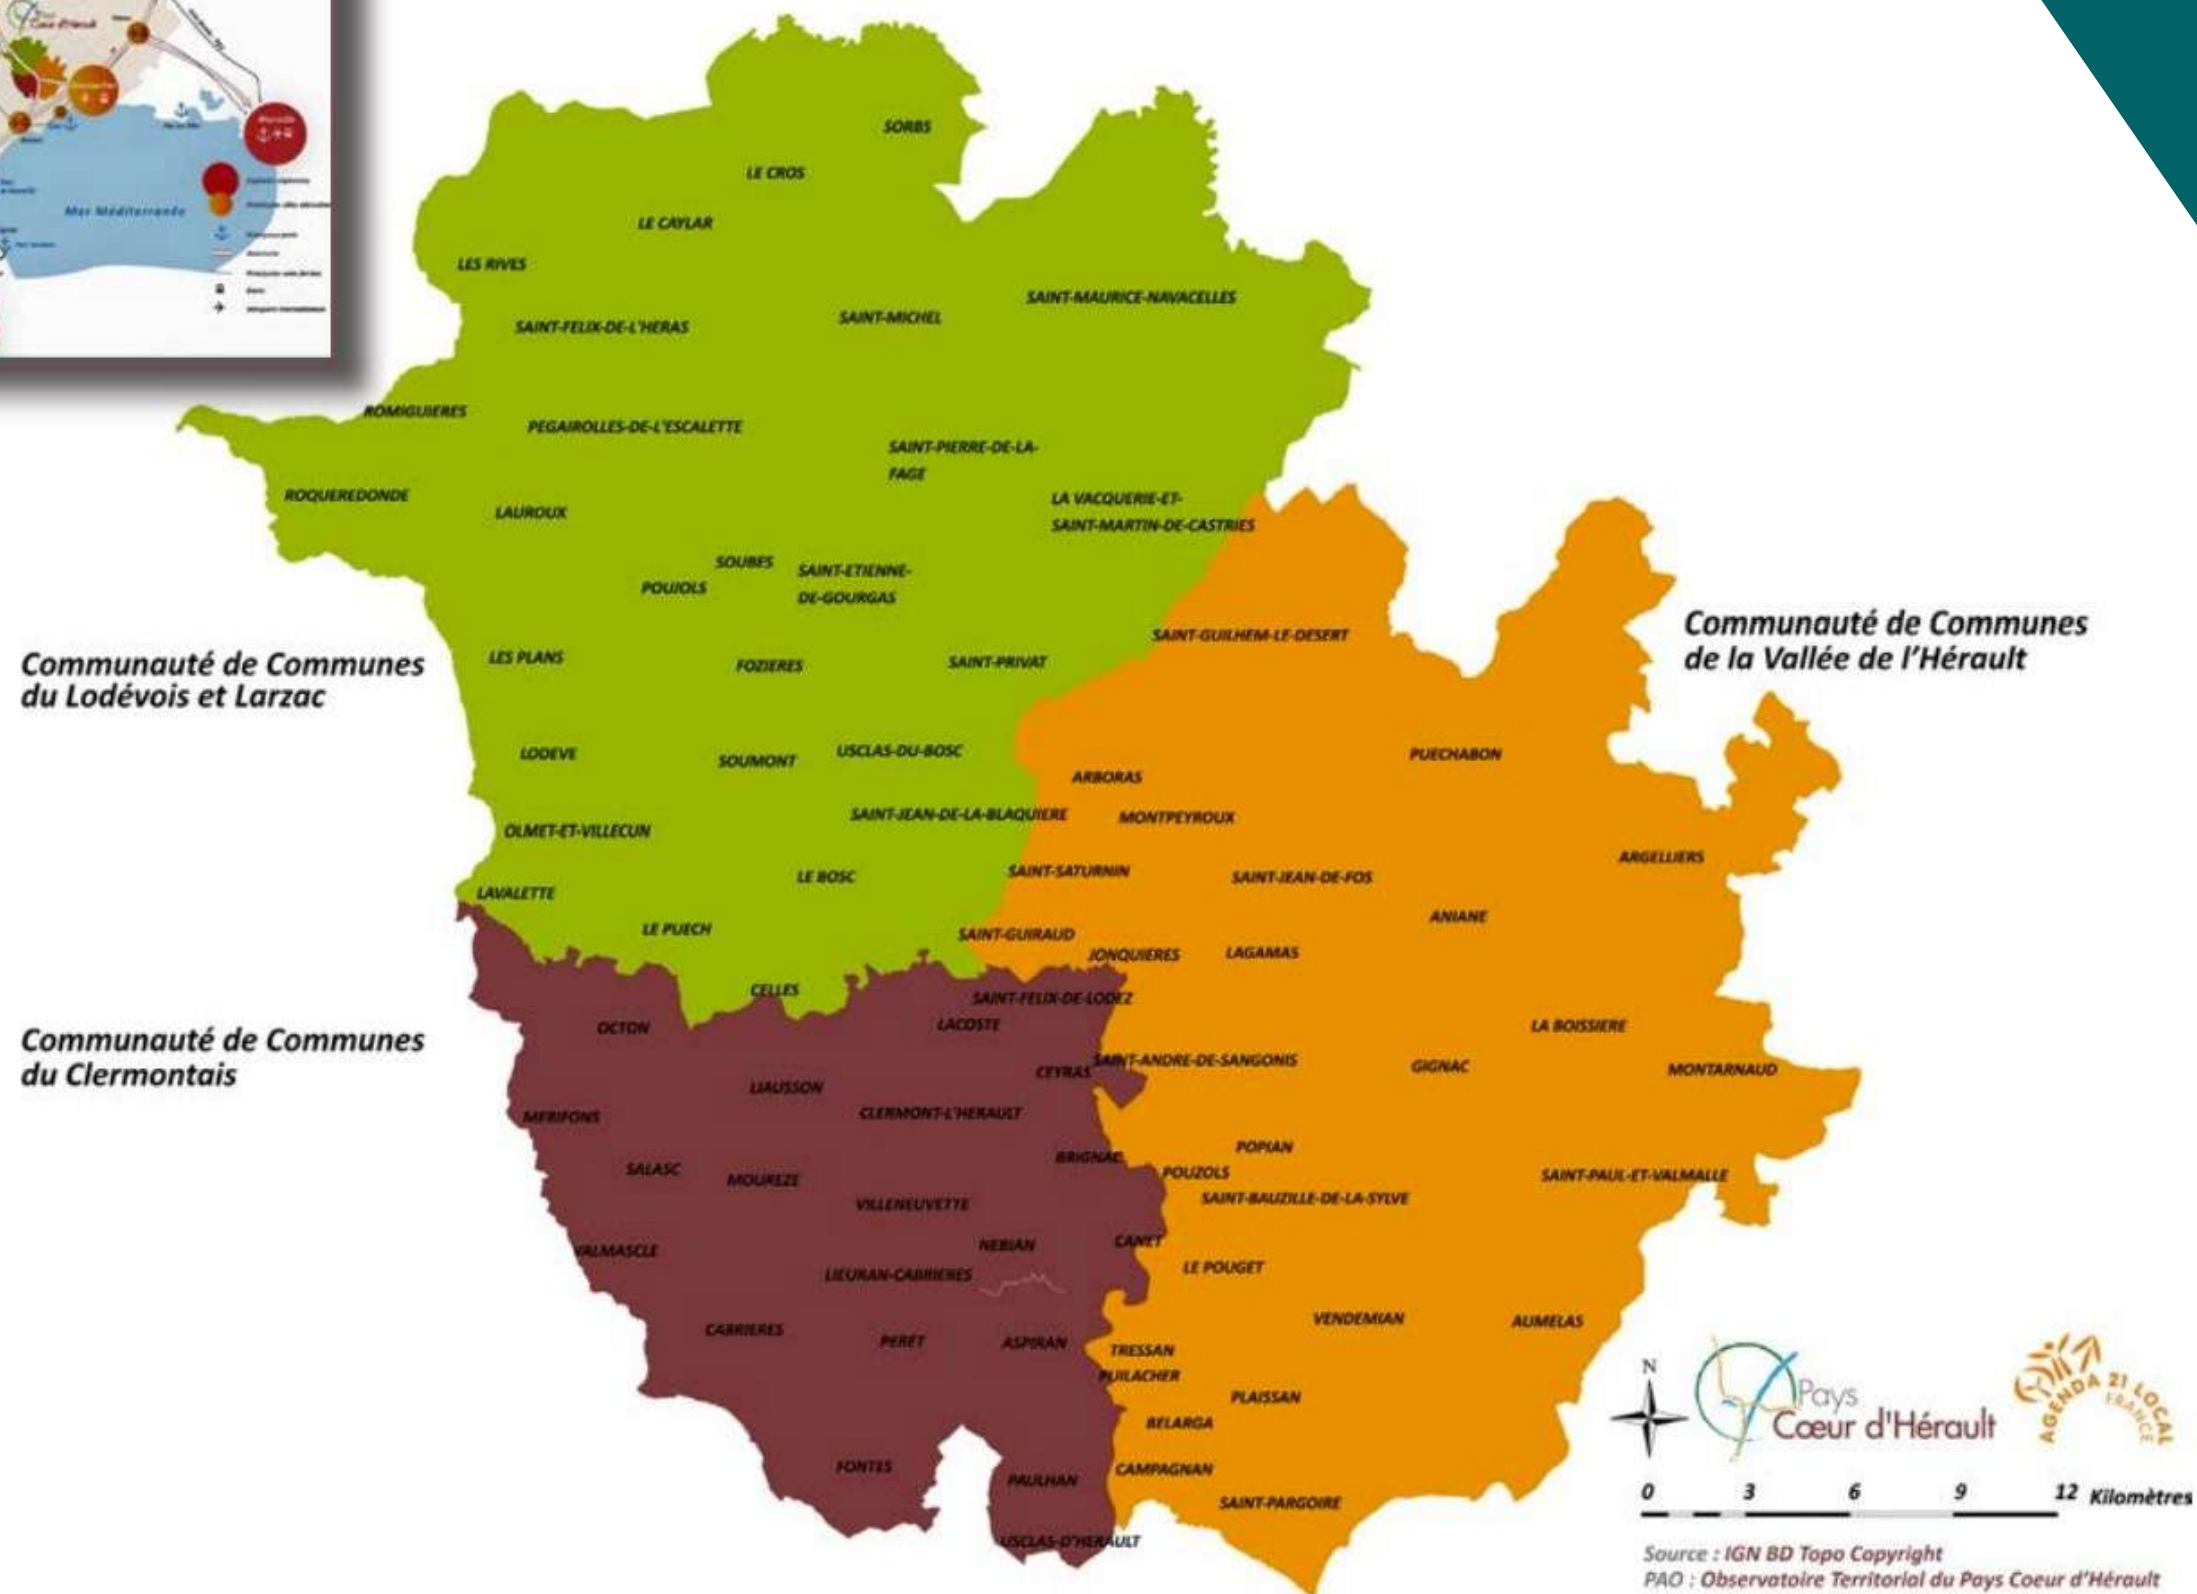 Mer Méditerranée
SORBS
LE CROS
LE CAYLAR
LES RIVES
SAINT-MAURICE-NAVACELLES
SAINT-MICHEL
SAINT-FELIX-DE-L'HERAS
ROMIGUIERES
PEGAIROLLES-DE-L'ESCALETTE
SAINT-PIERRE-DE-LA-
FAGE
ROQUEREDONDE
LAUROUX
LA VACQUERIE-ET-
SAINT-MARTIN-DE-CASTRIES
SOUBES
SAINT-ETIENNE-
DE-GOURGAS
POUJOLS
Communauté de Communes
de la Vallée de l'Hérault
SAINT-GUILHEM-LE-DESERT
Communauté de Communes
du Lodévois et Larzac
LES PLANS
FOZIERES
SAINT-PRIVAT
LODEVE
SOUMONT
USCLAS-DU-BOSC
PUECHABON
ARBORAS
SAINT-JEAN-DE-LA-BLAQUIERE
MONTPEYROUX
OLMET-ET-VILLECUN
ARGELLIERS
LE BOSC
SAINT-SATURNIN
SAINT-JEAN-DE-FOS
LAVALETTE
ANIANE
LE PUECH
SAINT-GUIRAUD
JONQUIERES
LAGAMAS
CELLES
SAINT-FELIX-DE-LODEZ
OCTON
LACOSTE
LA BOISSIERE
Communauté de Communes
du Clermontais
CEYRAS
SAINT-ANDRE-DE-SANGONIS
GIGNAC
MONTARNAUD
LIAUSSON
MERIFONS
CLERMONT-L'HERAULT
BRIGNAC
POPIAN
SALASC
MOUREZE
POUZOLS
SAINT-PAUL-ET-VALMALLE
VILLENEUVETTE
SAINT-BAUZILLE-DE-LA-SYLVE
VALMASCLE
NEBIAN
CANET
LIEURAN-CABRIERES
LE POUGET
VENDEMIAN
AUMELAS
CABRIERES
PERET
ASPIRAN
TRESSAN
PUILACHER
PLAISSAN
BELARGA
FONTES
PAULHAN
CAMPAGNAN
SAINT-PARGOIRE
USCLAS-D'HERAULT
N
Pays
Cœur d'Hérault
AGENDA 21 LOCAL
FRANCE
0 3 6 9 12 Kilomètres
Source : IGN BD Topo Copyright
PAO : Observatoire Territorial du Pays Coeur d'Hérault